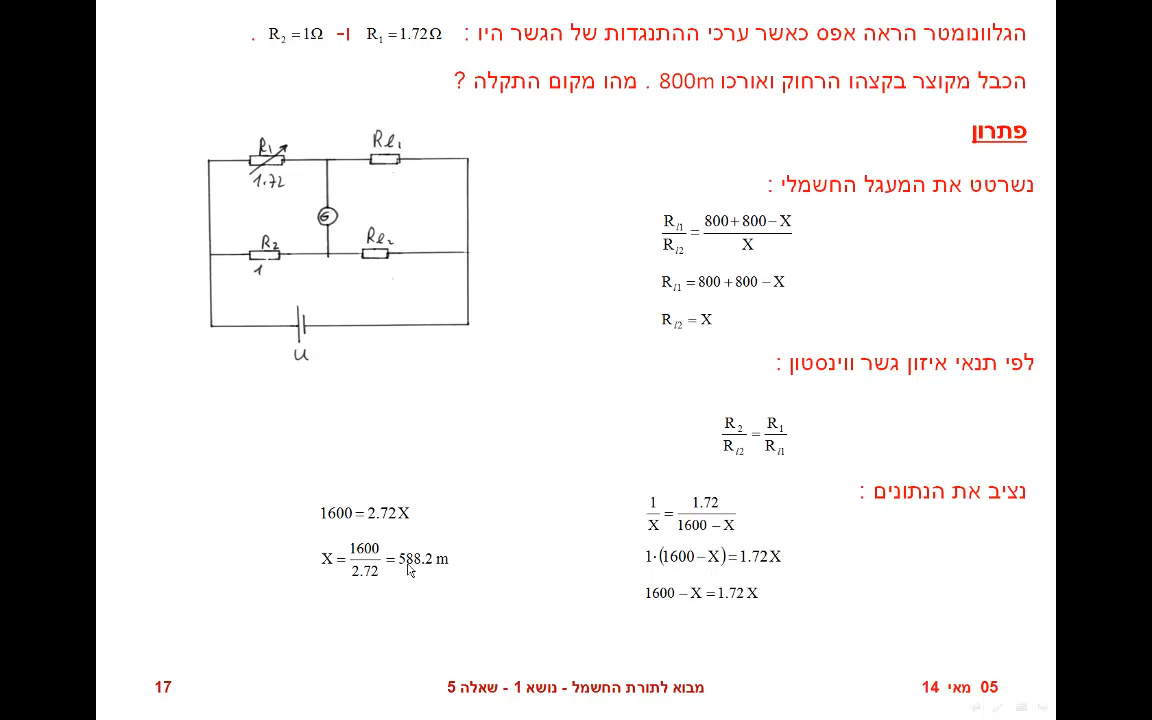 הגלוונומטר הראה אפס כאשר ערכי ההתנגדות של הגשר היו : R₁ = 1.72Ω ו- R₂ = 1Ω .
הכבל מקוצר בקצהו הרחוק ואורכו 800m . מהו מקום התקלה ?
פתרון
נשרטט את המעגל החשמלי :
R1
1.72
Rl1
G
R2
1
Rl2
U
R_l1 / R_l2 = (800 + 800 − X) / X
R_l1 = 800 + 800 − X
R_l2 = X
לפי תנאי איזון גשר ווינסטון :
R₂ / R_l2 = R₁ / R_l1
נציב את הנתונים :
1 / X = 1.72 / (1600 − X)
1·(1600 − X) = 1.72X
1600 − X = 1.72X
1600 = 2.72X
X = 1600 / 2.72 = 588.2 m
05 מאי 14
מבוא לתורת החשמל - נושא 1 - שאלה 5
17